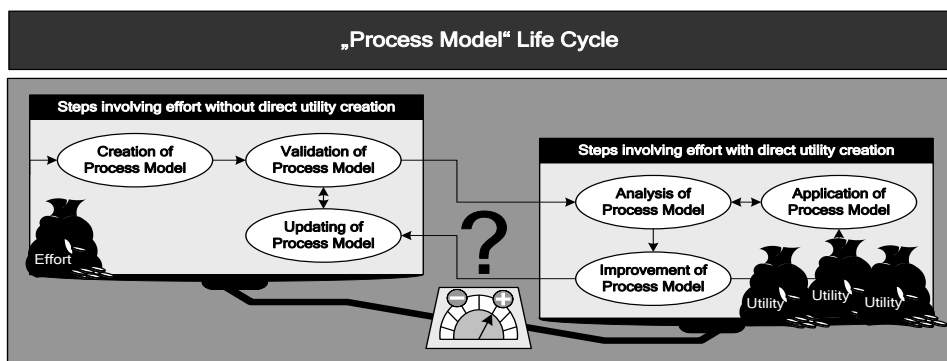 „Process Model“ Life Cycle
Steps involving effort without direct utility creation
Creation of
Process Model
Validation of
Process Model
Updating of
Process Model
Effort
?
Steps involving effort with direct utility creation
Analysis of
Process Model
Application of
Process Model
Improvement of
Process Model
Utility
Utility
Utility
− +